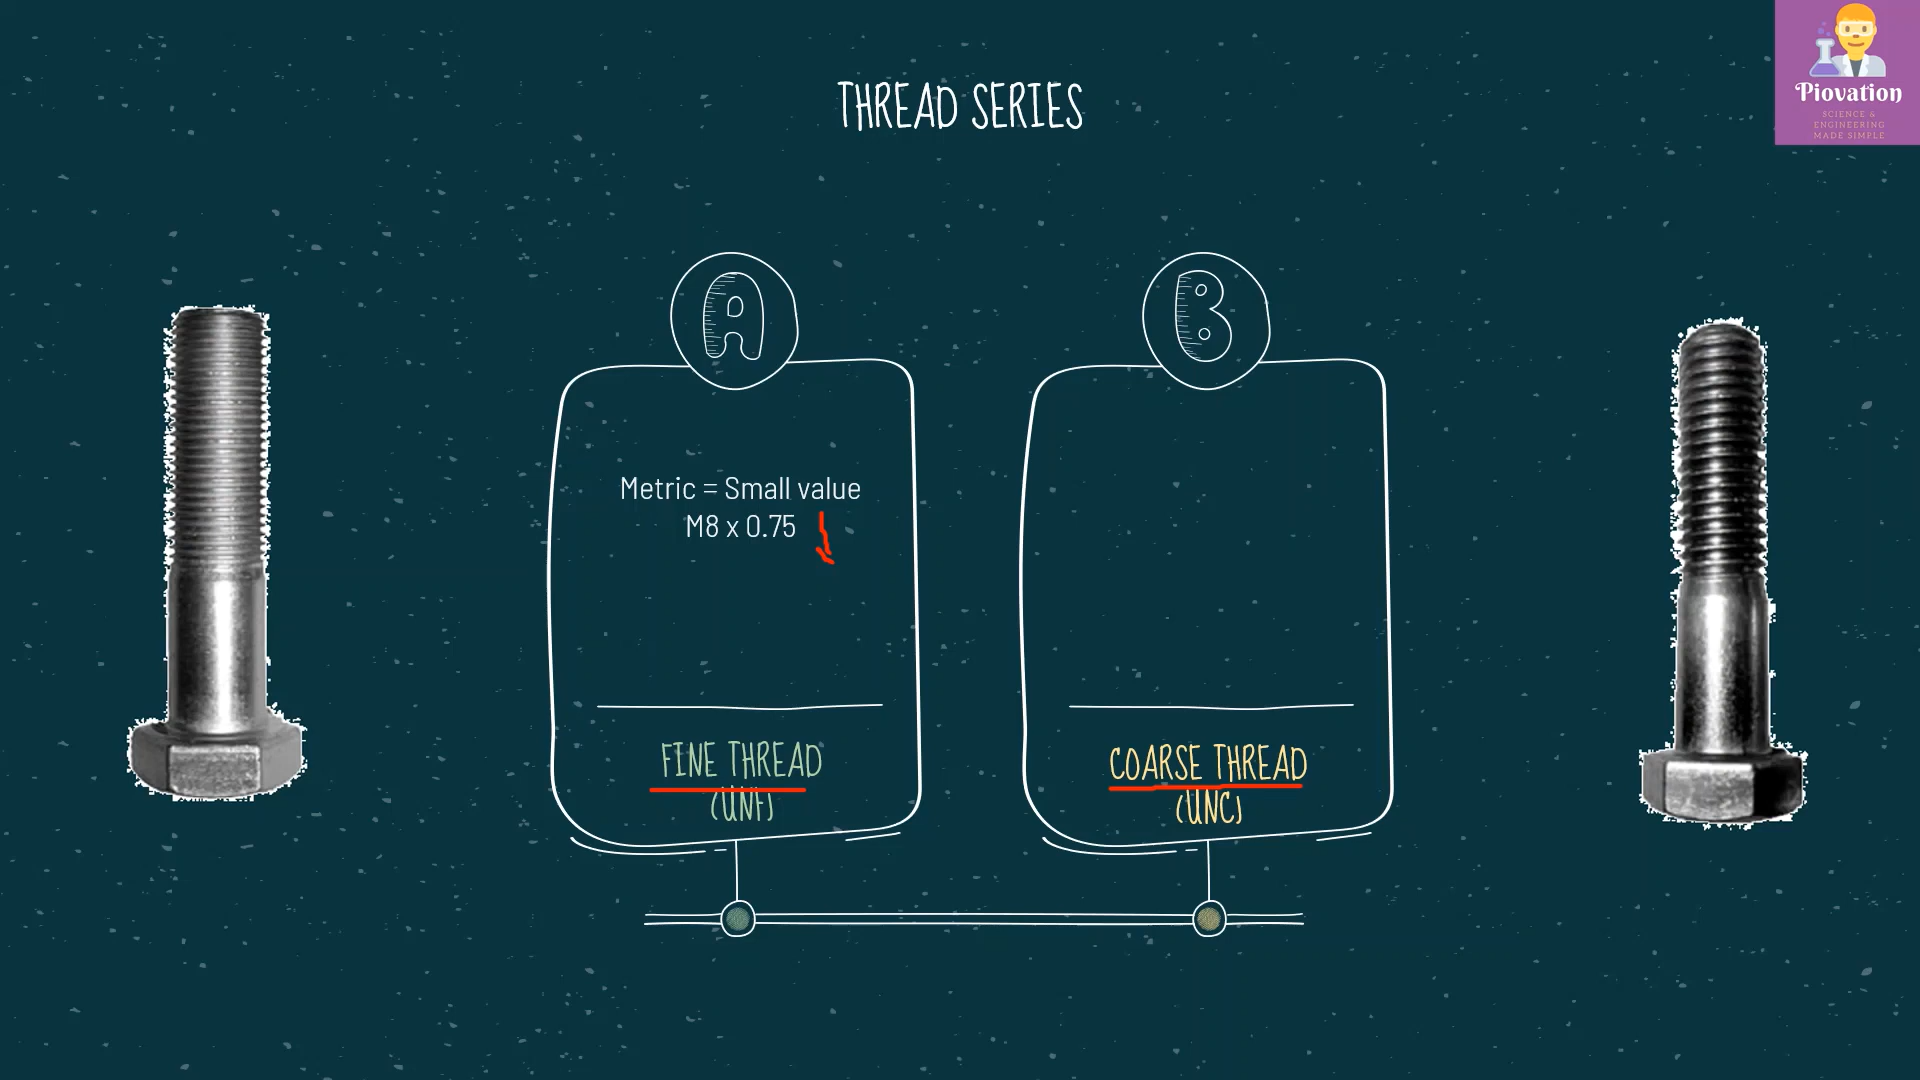 THREAD SERIES
Piovation
SCIENCE &
ENGINEERING
MADE SIMPLE
A
B
Metric = Small value
M8 x 0.75
FINE THREAD
(UNF)
COARSE THREAD
(UNC)